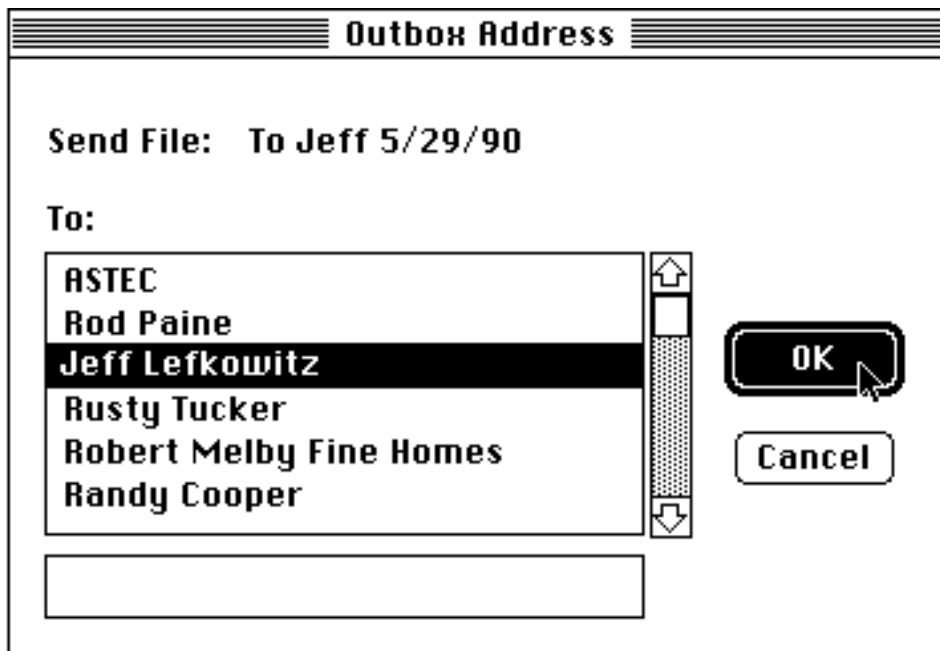 Outbox Address
Send File: To Jeff 5/29/90
To:
ASTEC
Rod Paine
Jeff Lefkowitz
OK
Rusty Tucker
Robert Melby Fine Homes
Cancel
Randy Cooper